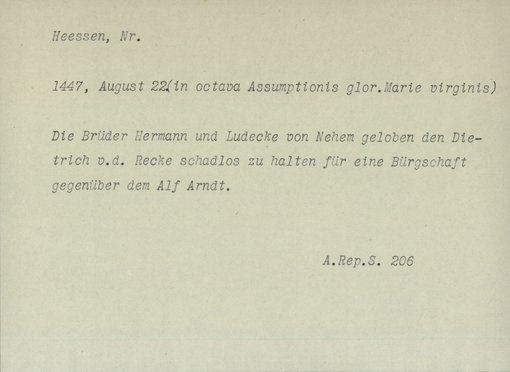 Heessen, Nr.
1447, August 22(in octava Assumptionis glor.Marie virginis)
Die Brüder Hermann und Ludecke von Nehem geloben den Die-
trich v.d. Recke schadlos zu halten für eine Bürgschaft
gegenüber dem Alf Arndt.
A.Rep.S. 206